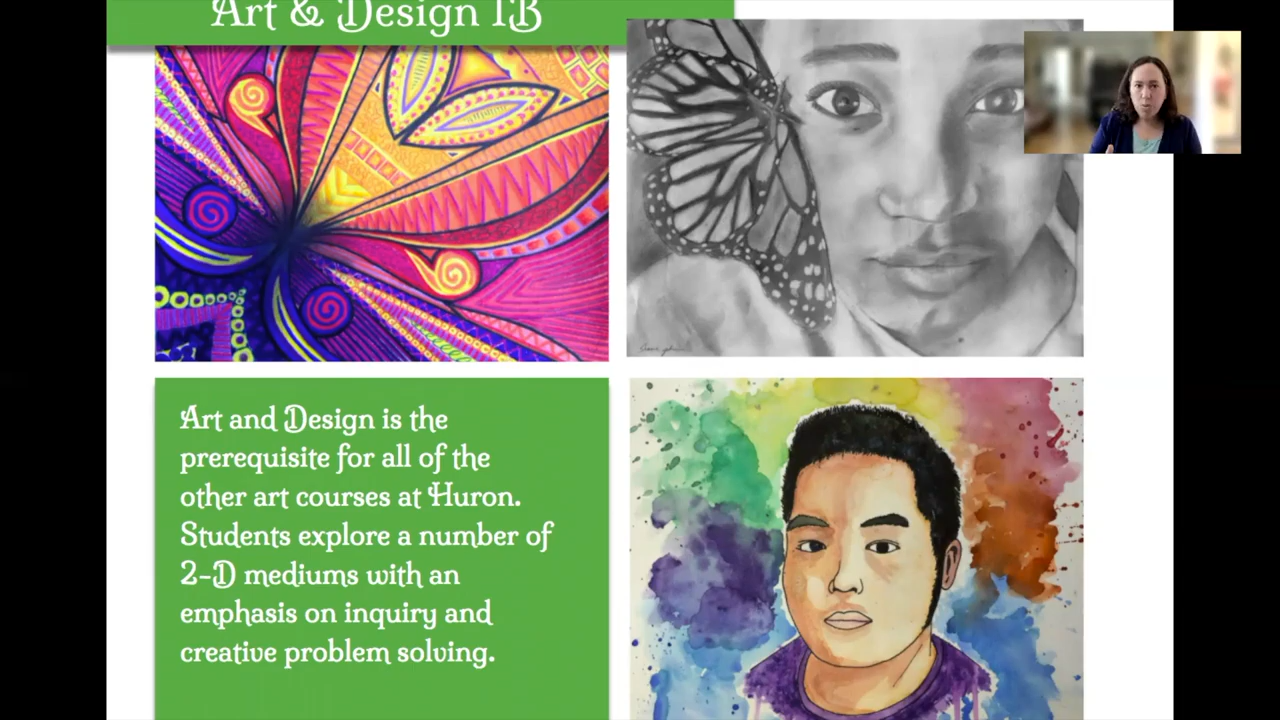 Art & Design IB
Art and Design is the
prerequisite for all of the
other art courses at Huron.
Students explore a number of
2-D mediums with an
emphasis on inquiry and
creative problem solving.